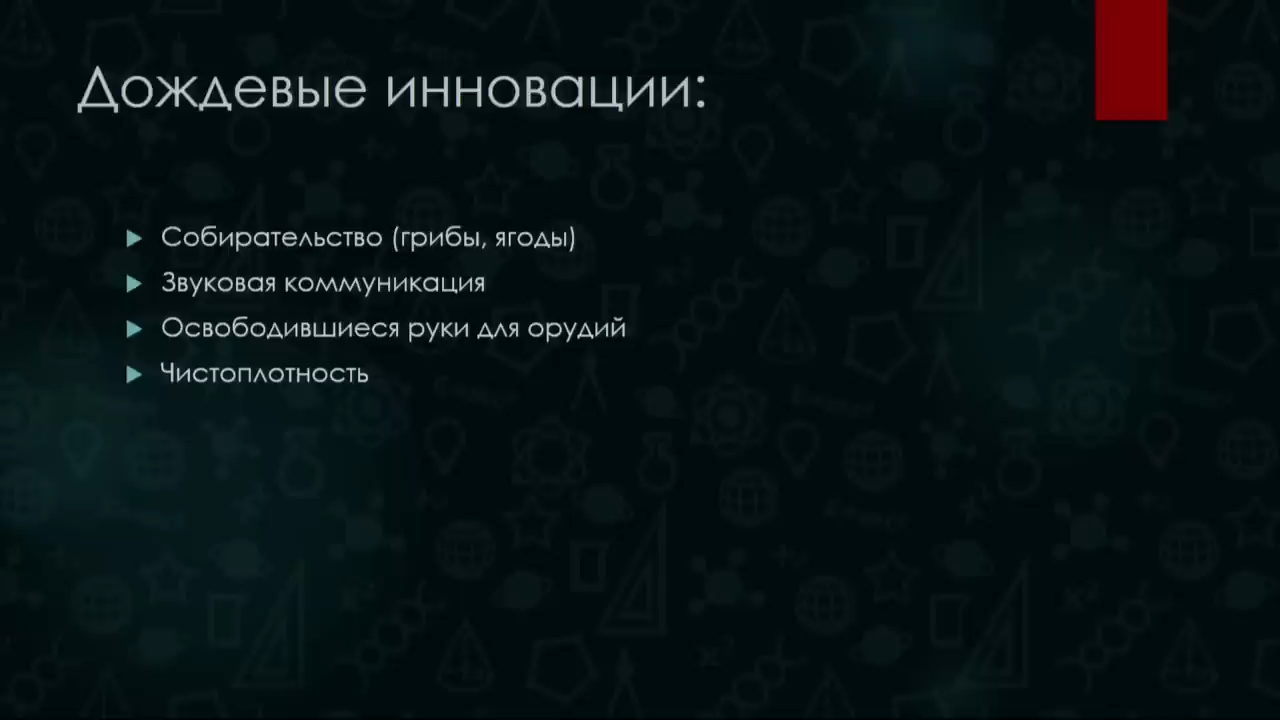 Дождевые инновации:
Собирательство (грибы, ягоды)
Звуковая коммуникация
Освободившиеся руки для орудий
Чистоплотность